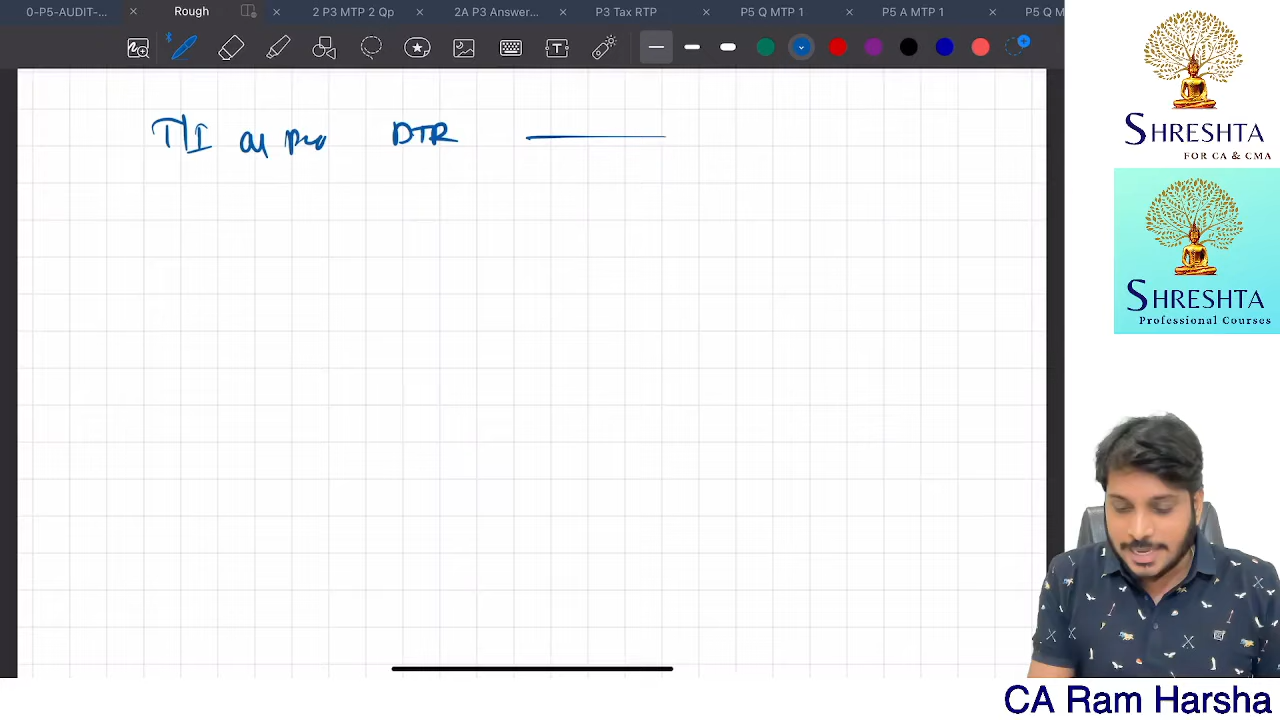 0-P5-AUDIT-...
Rough
2 P3 MTP 2 Qp
2A P3 Answer...
P3 Tax RTP
P5 Q MTP 1
P5 A MTP 1
P5 Q M
T/I as per DTR
SHRESHTA
FOR CA & CMA
SHRESHTA
Professional Courses
CA Ram Harsha